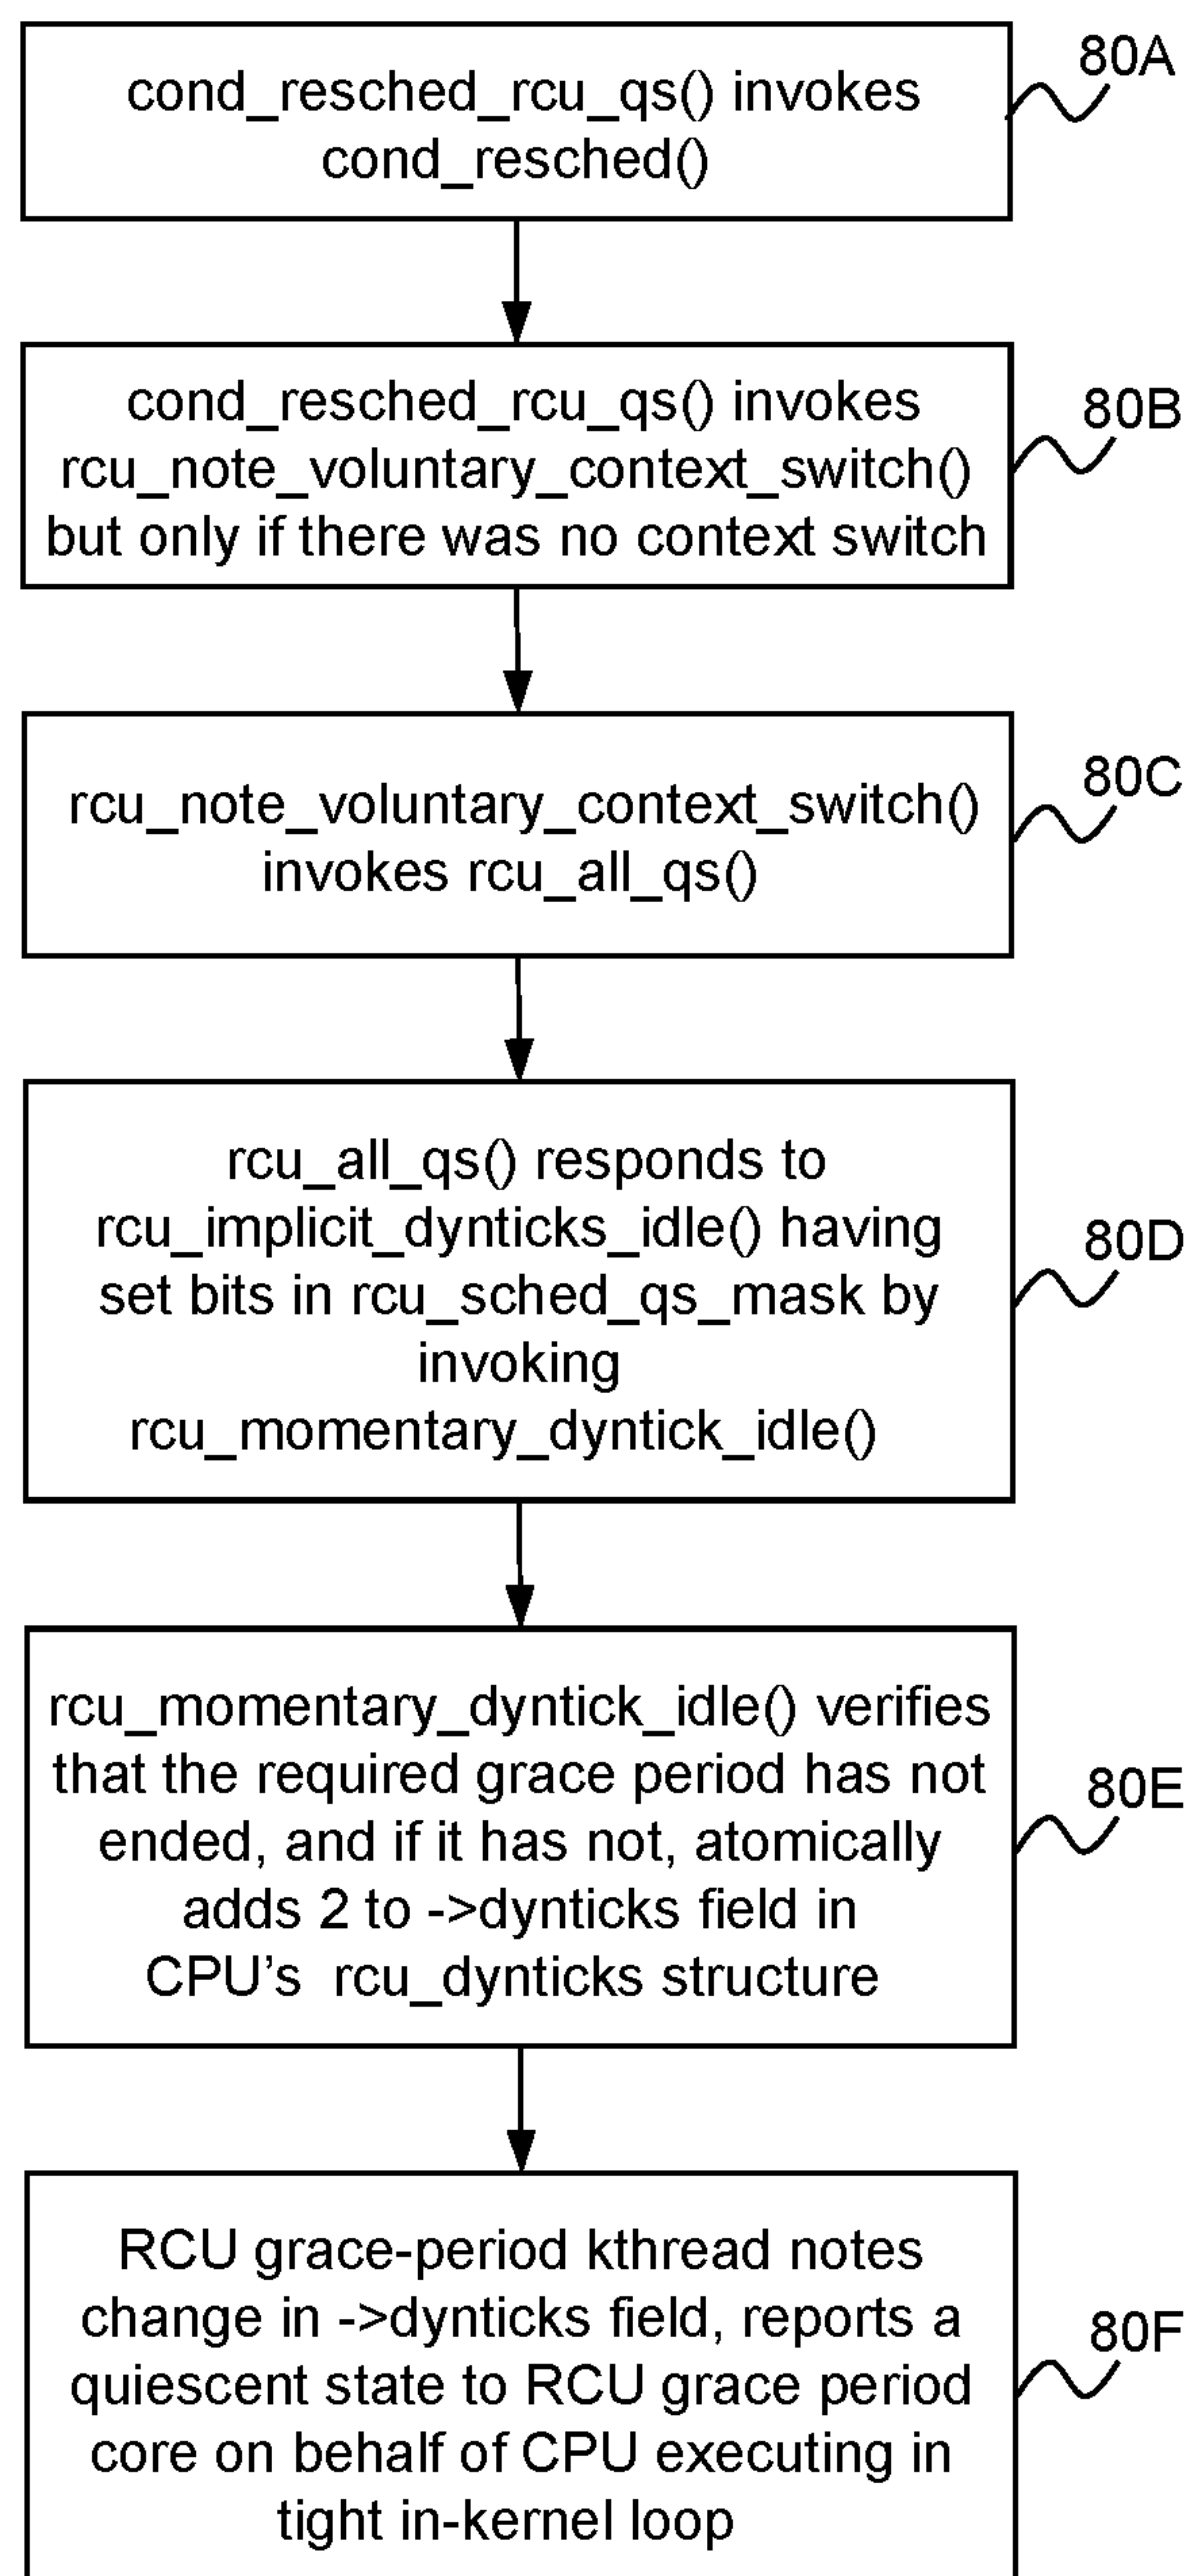 cond_resched_rcu_qs() invokes
cond_resched()
80A
cond_resched_rcu_qs() invokes
rcu_note_voluntary_context_switch()
but only if there was no context switch
80B
rcu_note_voluntary_context_switch()
invokes rcu_all_qs()
80C
rcu_all_qs() responds to
rcu_implicit_dynticks_idle() having
set bits in rcu_sched_qs_mask by
invoking
rcu_momentary_dyntick_idle()
80D
rcu_momentary_dyntick_idle() verifies
that the required grace period has not
ended, and if it has not, atomically
adds 2 to ->dynticks field in
CPU's rcu_dynticks structure
80E
RCU grace-period kthread notes
change in ->dynticks field, reports a
quiescent state to RCU grace period
core on behalf of CPU executing in
tight in-kernel loop
80F